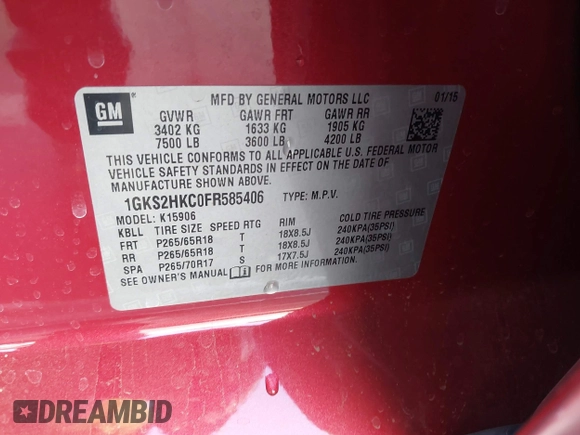 GM
MFD BY GENERAL MOTORS LLC 01/15
GVWR GAWR FRT GAWR RR
3402 KG 1633 KG 1905 KG
7500 LB 3600 LB 4200 LB
THIS VEHICLE CONFORMS TO ALL APPLICABLE U.S. FEDERAL MOTOR
VEHICLE SAFETY STANDARDS IN EFFECT ON THE DATE OF
MANUFACTURE SHOWN ABOVE.
1GKS2HKC0FR585406 TYPE: M.P.V.
MODEL: K15906
KBLL TIRE SIZE SPEED RTG RIM COLD TIRE PRESSURE
FRT P265/65R18 T 18X8.5J 240KPA(35PSI)
RR P265/65R18 T 18X8.5J 240KPA(35PSI)
SPA P265/70R17 S 17X7.5J 240KPA(35PSI)
SEE OWNER'S MANUAL FOR MORE INFORMATION.
DREAMBID